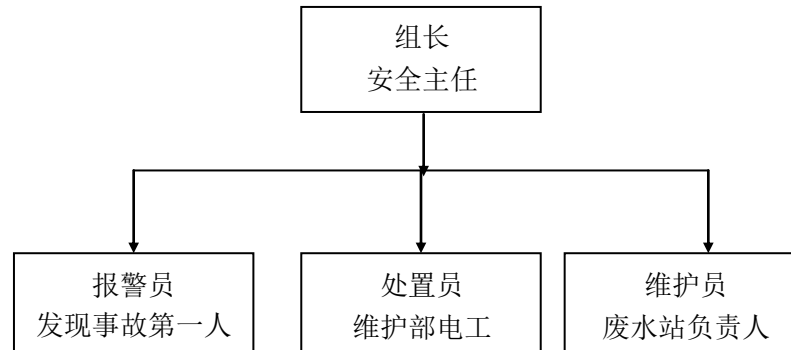 组长
安全主任
报警员
发现事故第一人
处置员
维护部电工
维护员
废水站负责人